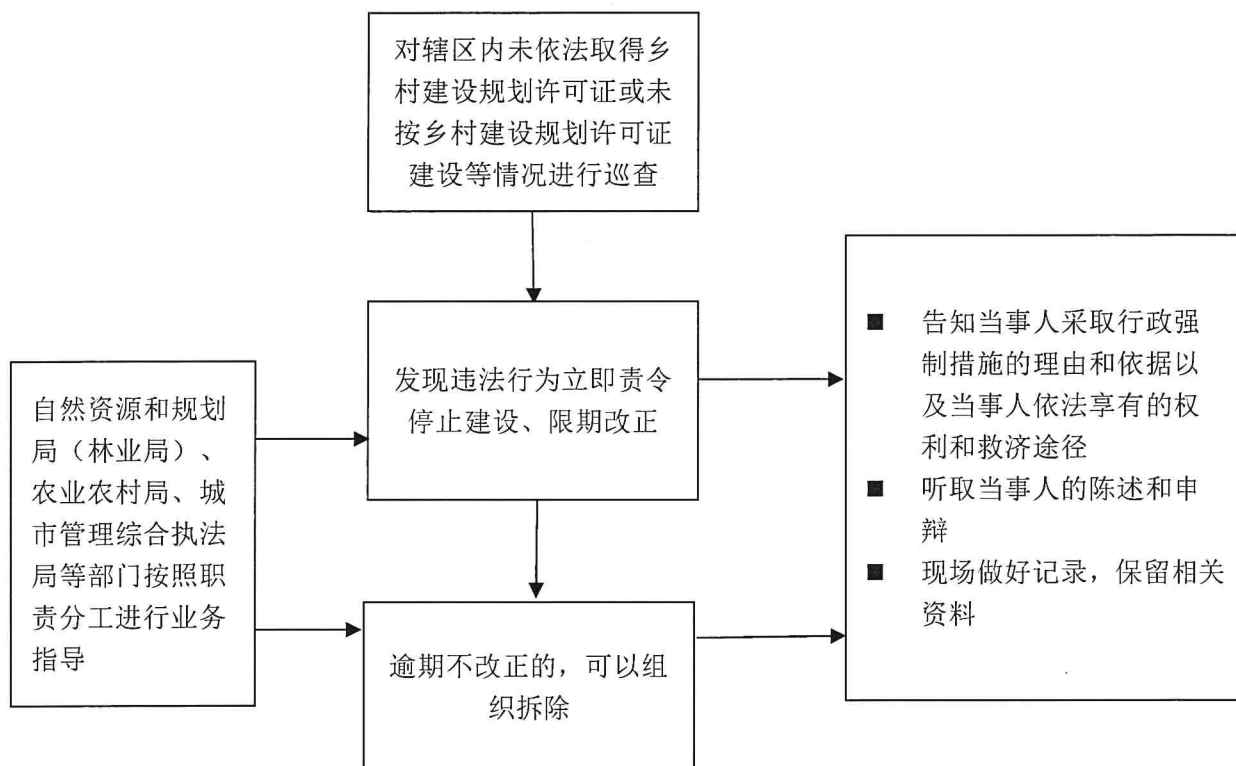 对辖区内未依法取得乡
村建设规划许可证或未
按乡村建设规划许可证
建设等情况进行巡查
发现违法行为立即责令
停止建设、限期改正
自然资源和规划
局（林业局）、
农业农村局、城
市管理综合执法
局等部门按照职
责分工进行业务
指导
逾期不改正的，可以组
织拆除
■ 告知当事人采取行政强
制措施的理由和依据以
及当事人依法享有的权
利和救济途径
■ 听取当事人的陈述和申
辩
■ 现场做好记录，保留相关
资料